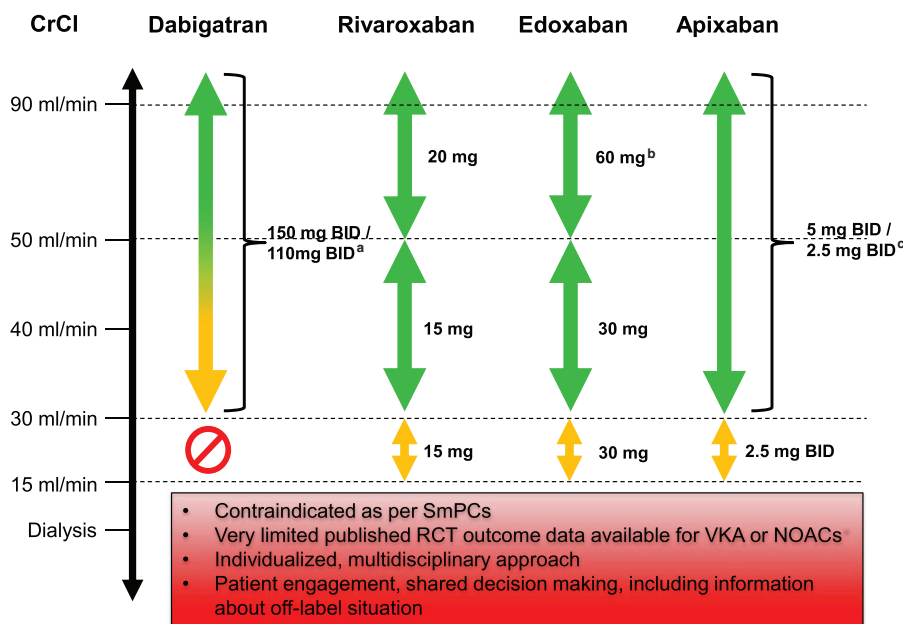 CrCl Dabigatran Rivaroxaban Edoxaban Apixaban
90 ml/min
20 mg 60 mgᵇ
50 ml/min
150 mg BID /
110mg BIDᵃ
5 mg BID /
2.5 mg BIDᶜ
40 ml/min
15 mg 30 mg
30 ml/min
15 mg 30 mg 2.5 mg BID
15 ml/min
Dialysis
• Contraindicated as per SmPCs
• Very limited published RCT outcome data available for VKA or NOACs
• Individualized, multidisciplinary approach
• Patient engagement, shared decision making, including information
about off-label situation